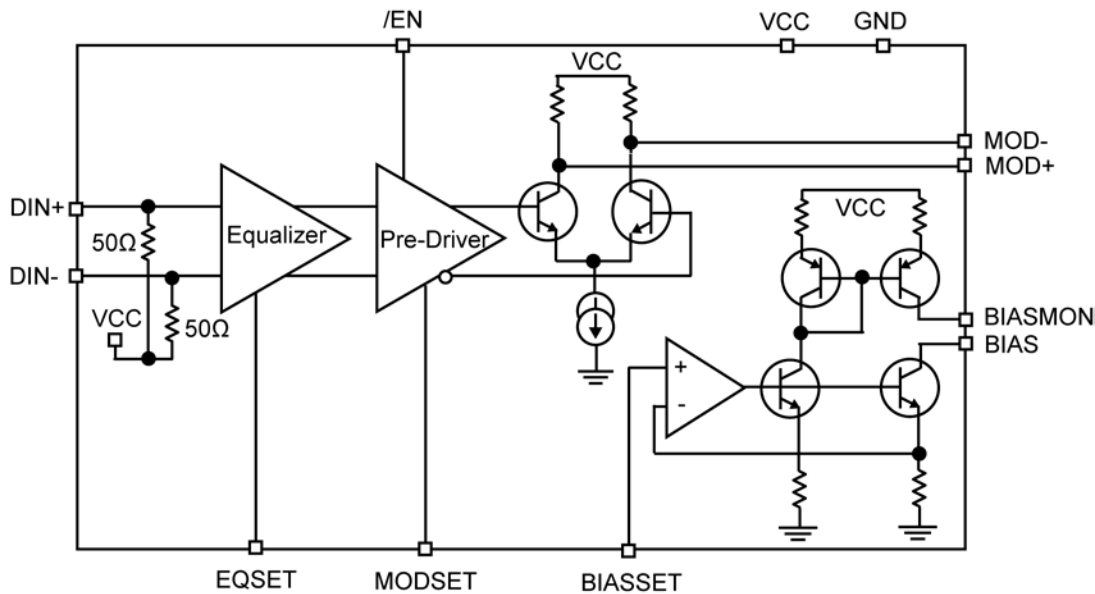 /EN
VCC
GND
VCC
MOD-
MOD+
DIN+
50Ω
Equalizer
Pre-Driver
VCC
DIN-
VCC
50Ω
BIASMONI
BIAS
+
-
EQSET
MODSET
BIASSET